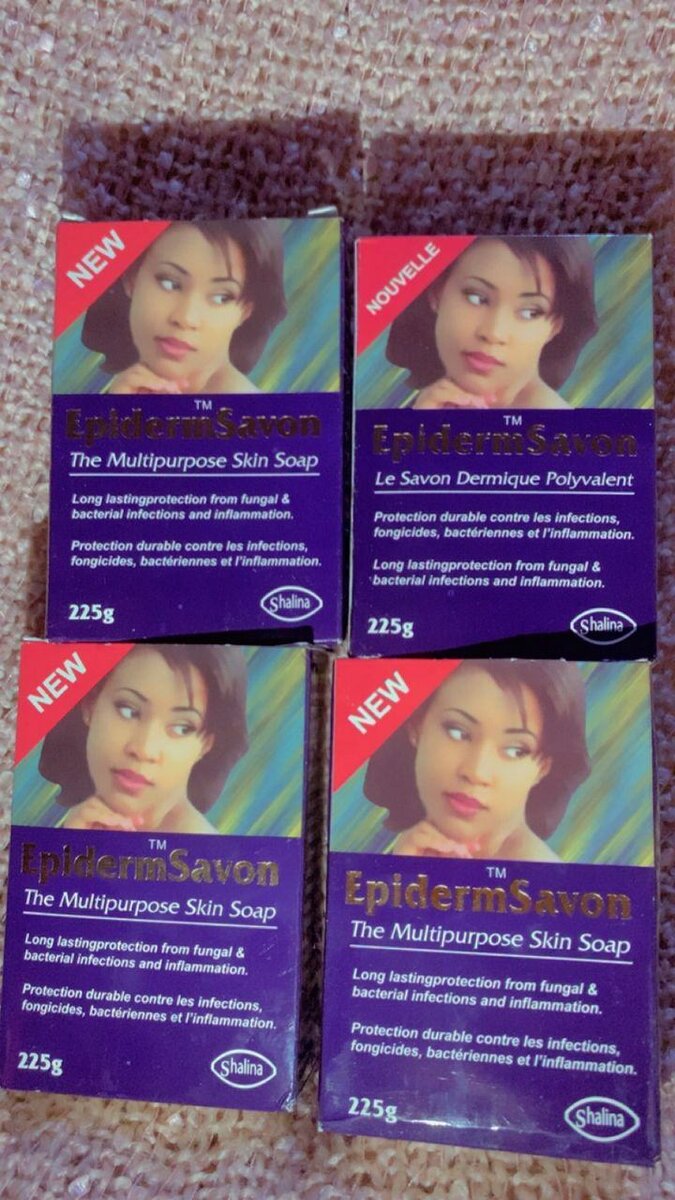 NEW
TM
EpidermSavon
The Multipurpose Skin Soap
Long lastingprotection from fungal &
bacterial infections and inflammation.
Protection durable contre les infections,
fongicides, bactériennes et l'inflammation.
225g
Shalina
NOUVELLE
TM
EpidermSavon
Le Savon Dermique Polyvalent
Protection durable contre les infections,
fongicides, bactériennes et l'inflammation.
Long lastingprotection from fungal &
bacterial infections and inflammation.
225g
Shalina
NEW
TM
EpidermSavon
The Multipurpose Skin Soap
Long lastingprotection from fungal &
bacterial infections and inflammation.
Protection durable contre les infections,
fongicides, bactériennes et l'inflammation.
225g
Shalina
NEW
TM
EpidermSavon
The Multipurpose Skin Soap
Long lastingprotection from fungal &
bacterial infections and inflammation.
Protection durable contre les infections,
fongicides, bactériennes et l'inflammation.
225g
Shalina